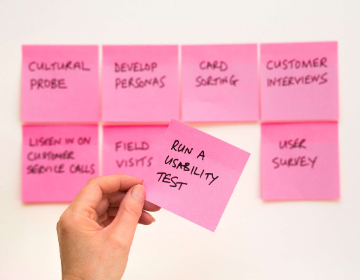 CULTURAL
PROBE
DEVELOP
PERSONAS
CARD
SORTING
CUSTOMER
INTERVIEWS
LISTEN IN ON
CUSTOMER
SERVICE CALLS
FIELD
VISITS
RUN A
USABILITY
TEST
USER
SURVEY